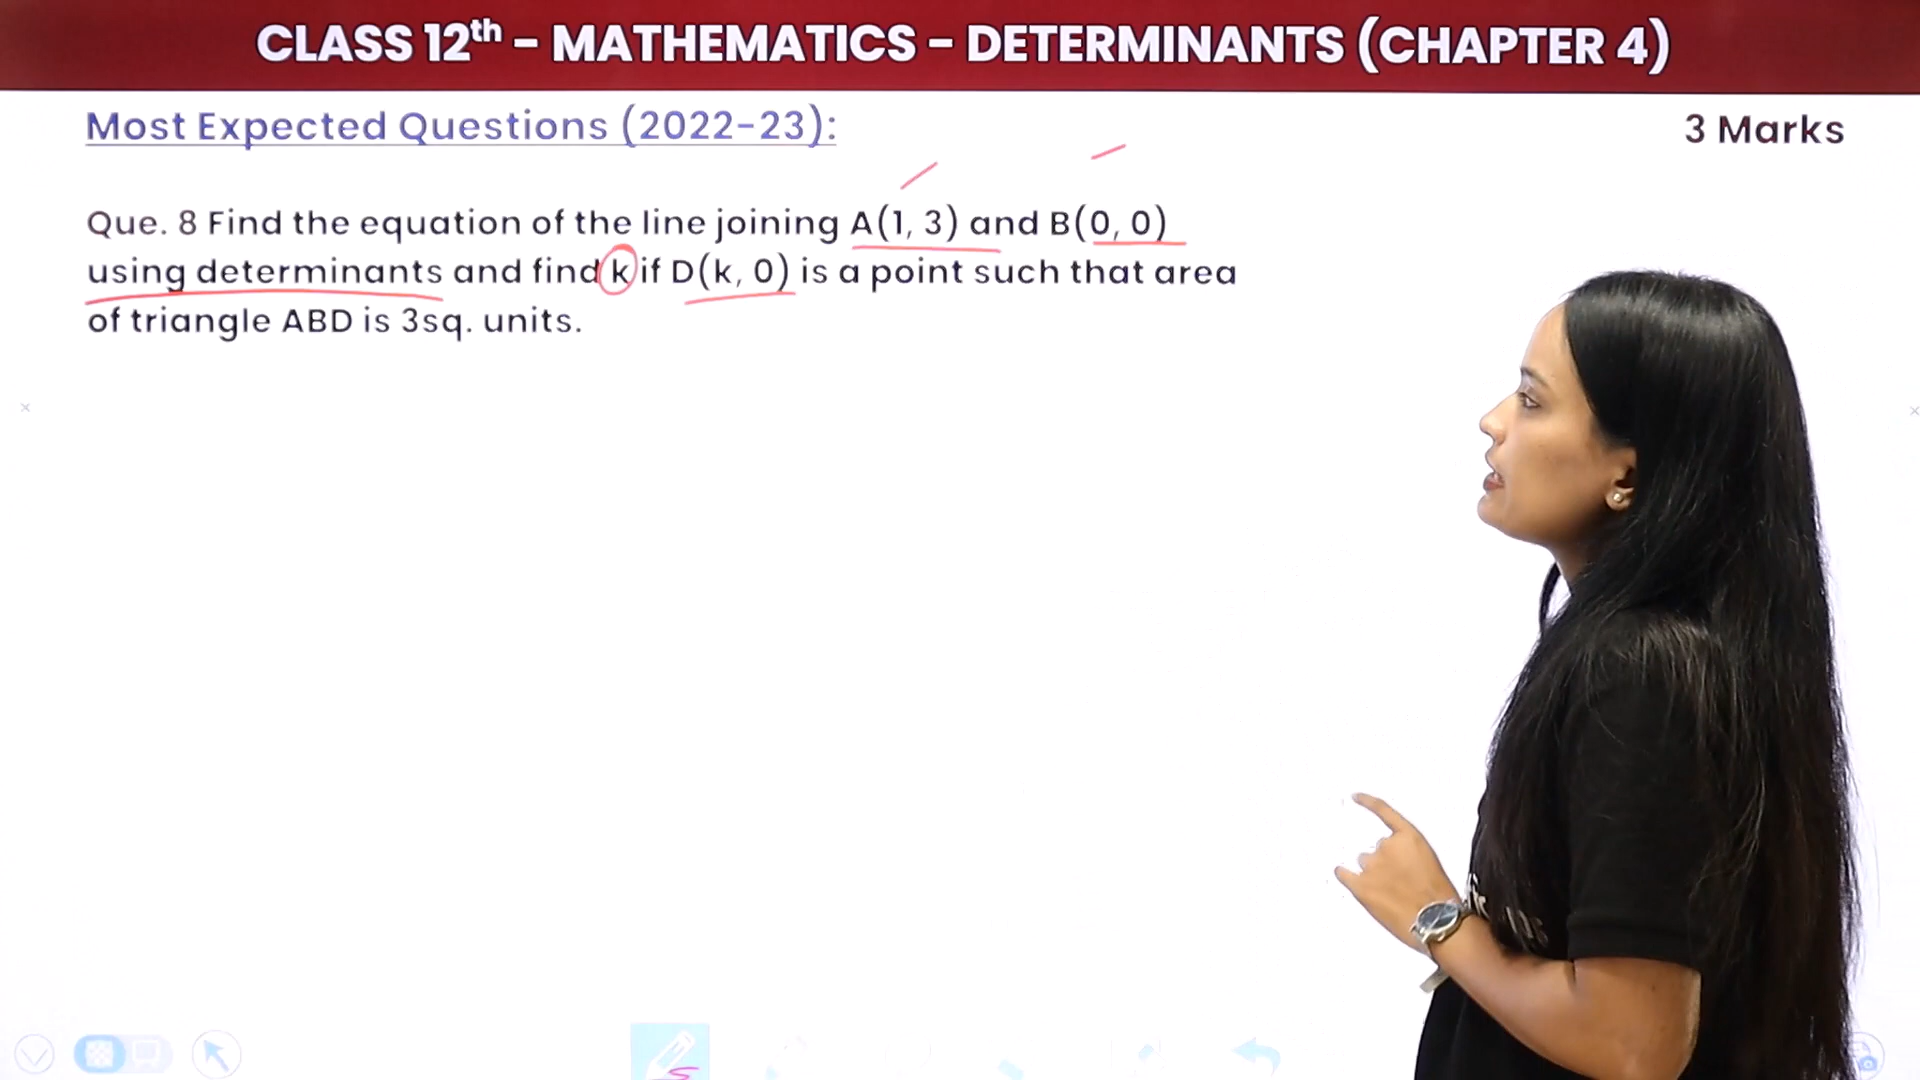 CLASS 12th - MATHEMATICS - DETERMINANTS (CHAPTER 4)
Most Expected Questions (2022-23):
3 Marks
Que. 8 Find the equation of the line joining A(1, 3) and B(0, 0)
using determinants and find k if D(k, 0) is a point such that area
of triangle ABD is 3sq. units.